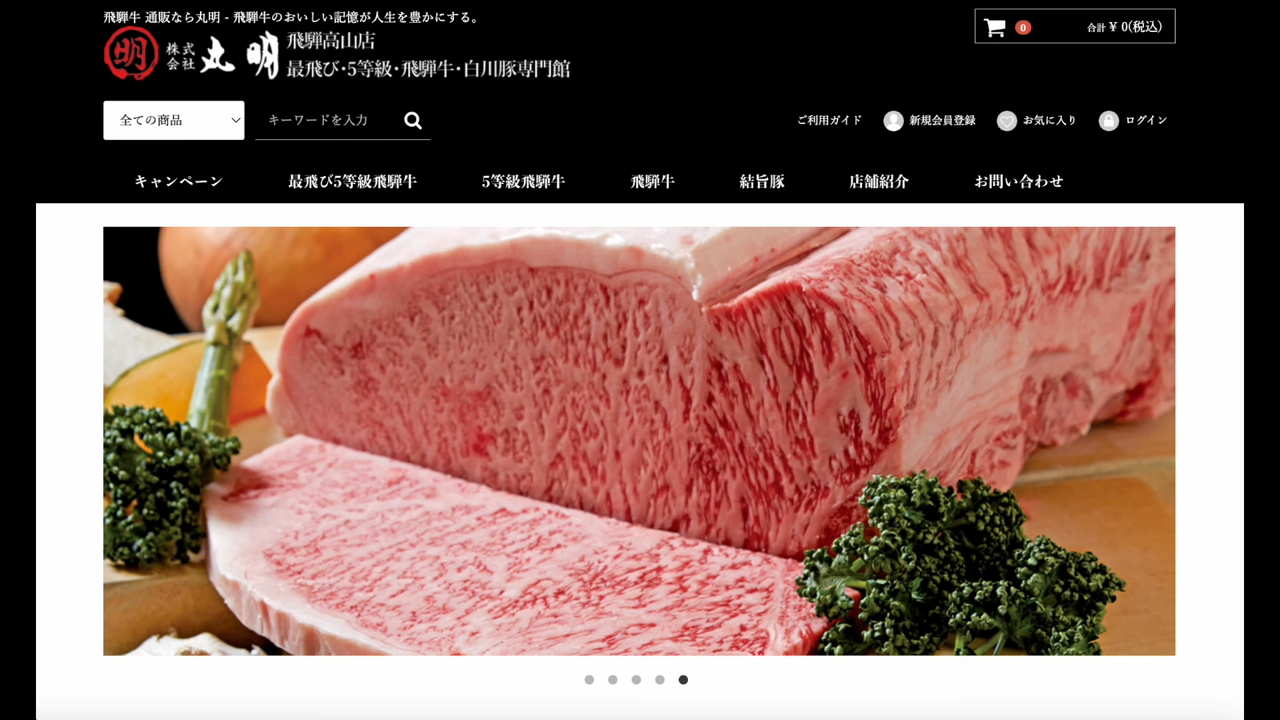 飛騨牛 通販なら丸明 - 飛騨牛のおいしい記憶が人生を豊かにする。
明 株式会社 丸明 飛騨高山店
最飛び・5等級・飛騨牛・白川豚専門館
0 合計 ¥ 0(税込)
全ての商品 キーワードを入力
ご利用ガイド 新規会員登録 お気に入り ログイン
キャンペーン 最飛び5等級飛騨牛 5等級飛騨牛 飛騨牛 結旨豚 店舗紹介 お問い合わせ